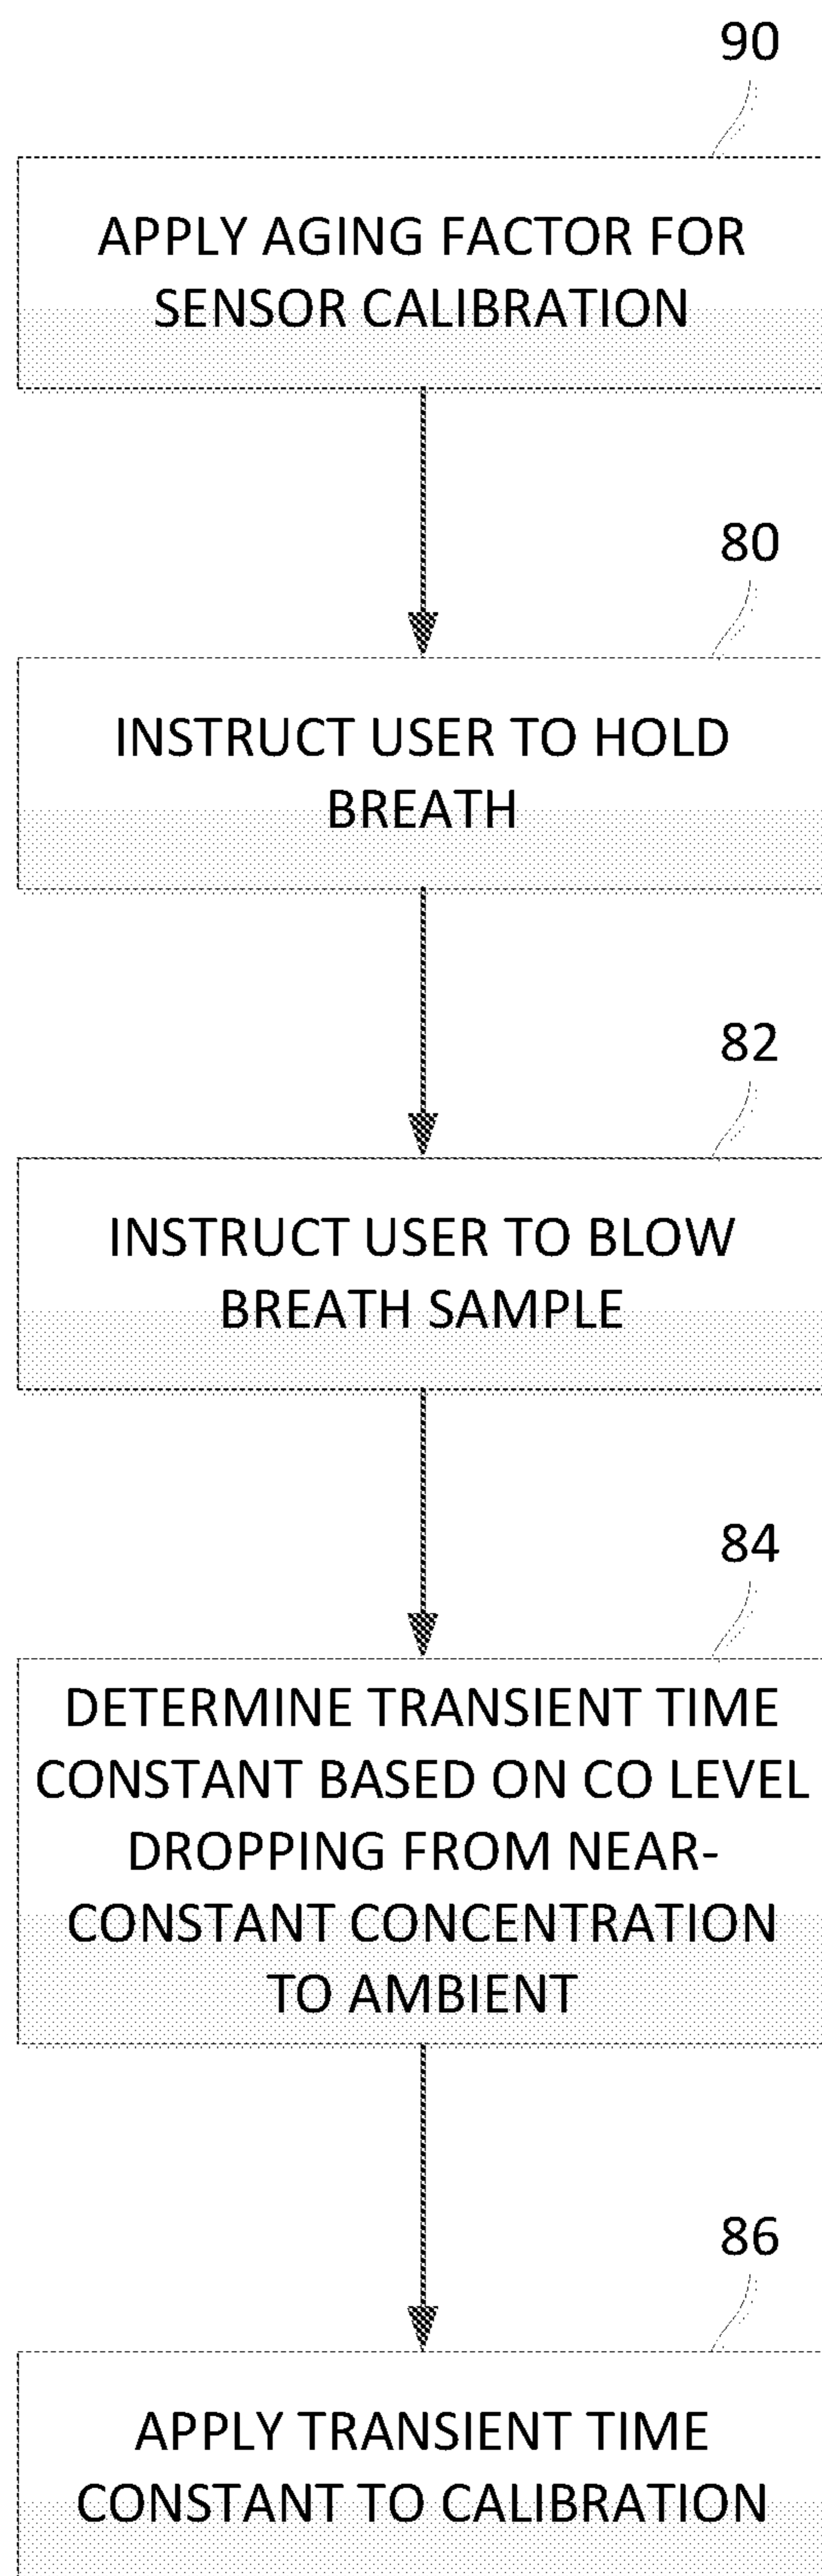 90
APPLY AGING FACTOR FOR
SENSOR CALIBRATION
80
INSTRUCT USER TO HOLD
BREATH
82
INSTRUCT USER TO BLOW
BREATH SAMPLE
84
DETERMINE TRANSIENT TIME
CONSTANT BASED ON CO LEVEL
DROPPING FROM NEAR-
CONSTANT CONCENTRATION
TO AMBIENT
86
APPLY TRANSIENT TIME
CONSTANT TO CALIBRATION